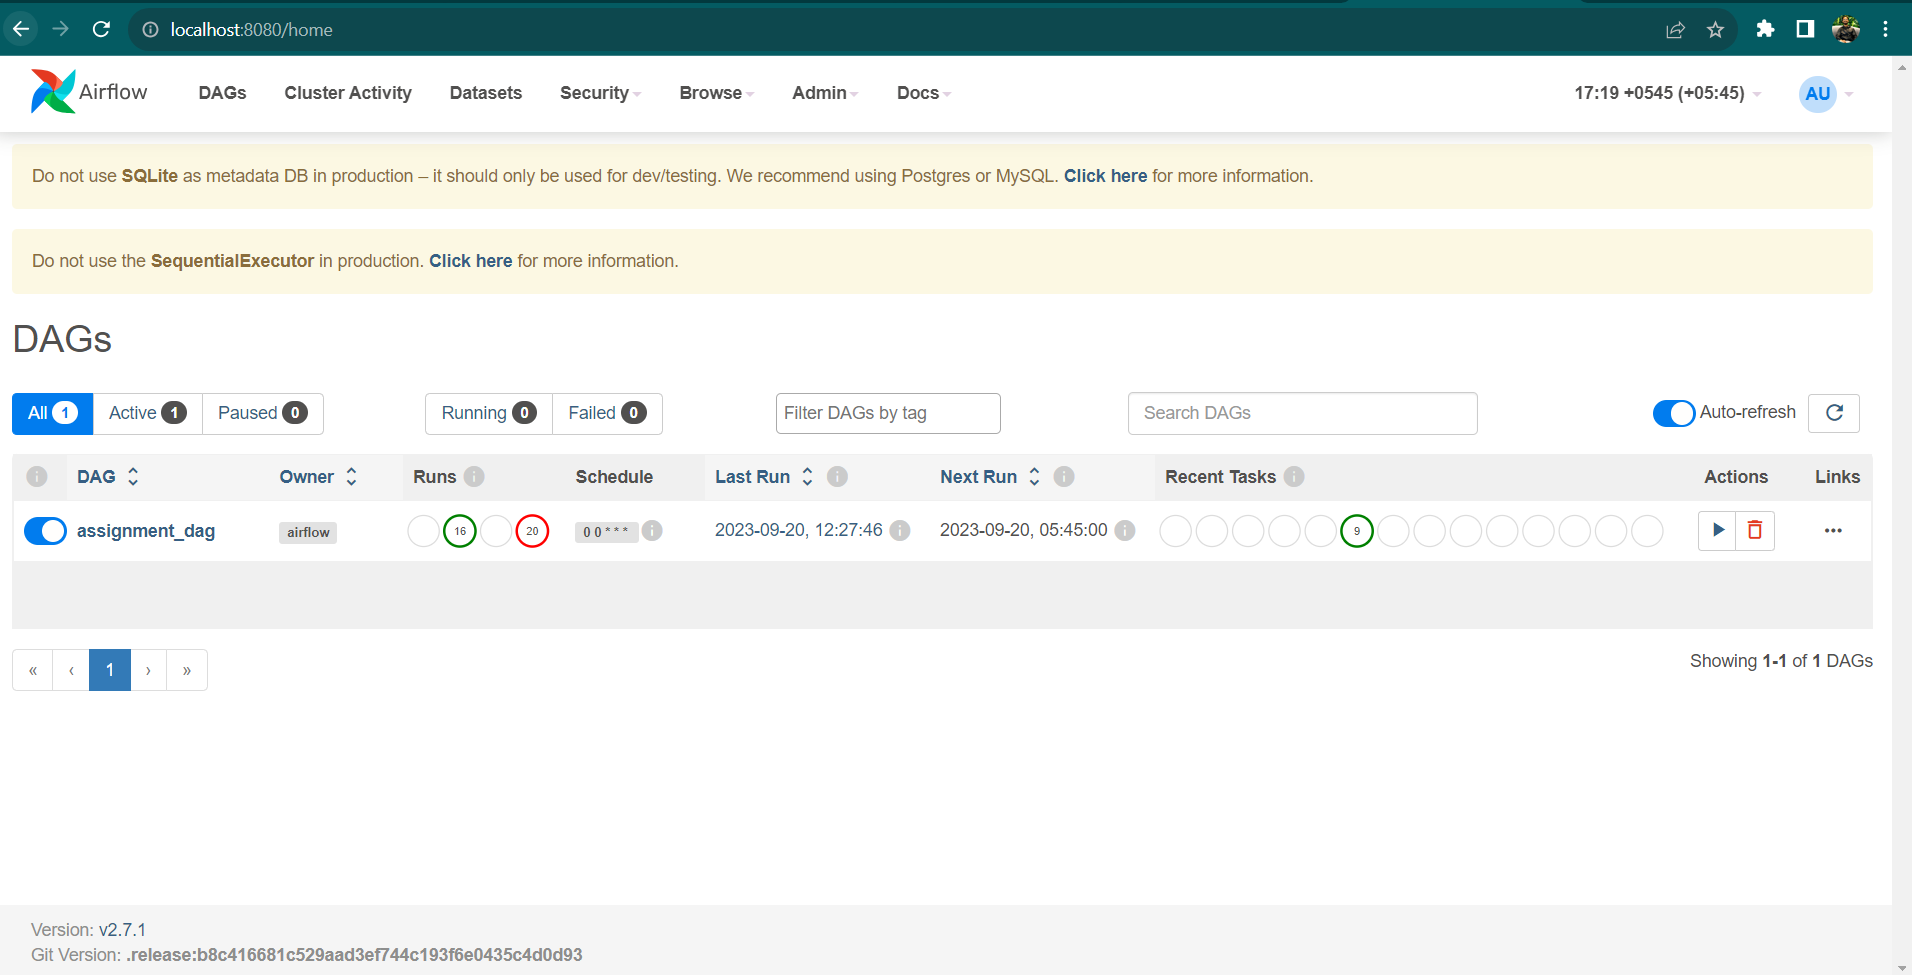 localhost:8080/home
Airflow DAGs Cluster Activity Datasets Security Browse Admin Docs 17:19 +0545 (+05:45) AU
Do not use SQLite as metadata DB in production – it should only be used for dev/testing. We recommend using Postgres or MySQL. Click here for more information.
Do not use the SequentialExecutor in production. Click here for more information.
DAGs
All 1 Active 1 Paused 0 Running 0 Failed 0 Filter DAGs by tag Search DAGs Auto-refresh
DAG Owner Runs Schedule Last Run Next Run Recent Tasks Actions Links
assignment_dag airflow 16 20 0 0 * * * 2023-09-20, 12:27:46 2023-09-20, 05:45:00 9
« ‹ 1 › » Showing 1-1 of 1 DAGs
Version: v2.7.1
Git Version: .release:b8c416681c529aad3ef744c193f6e0435c4d0d93